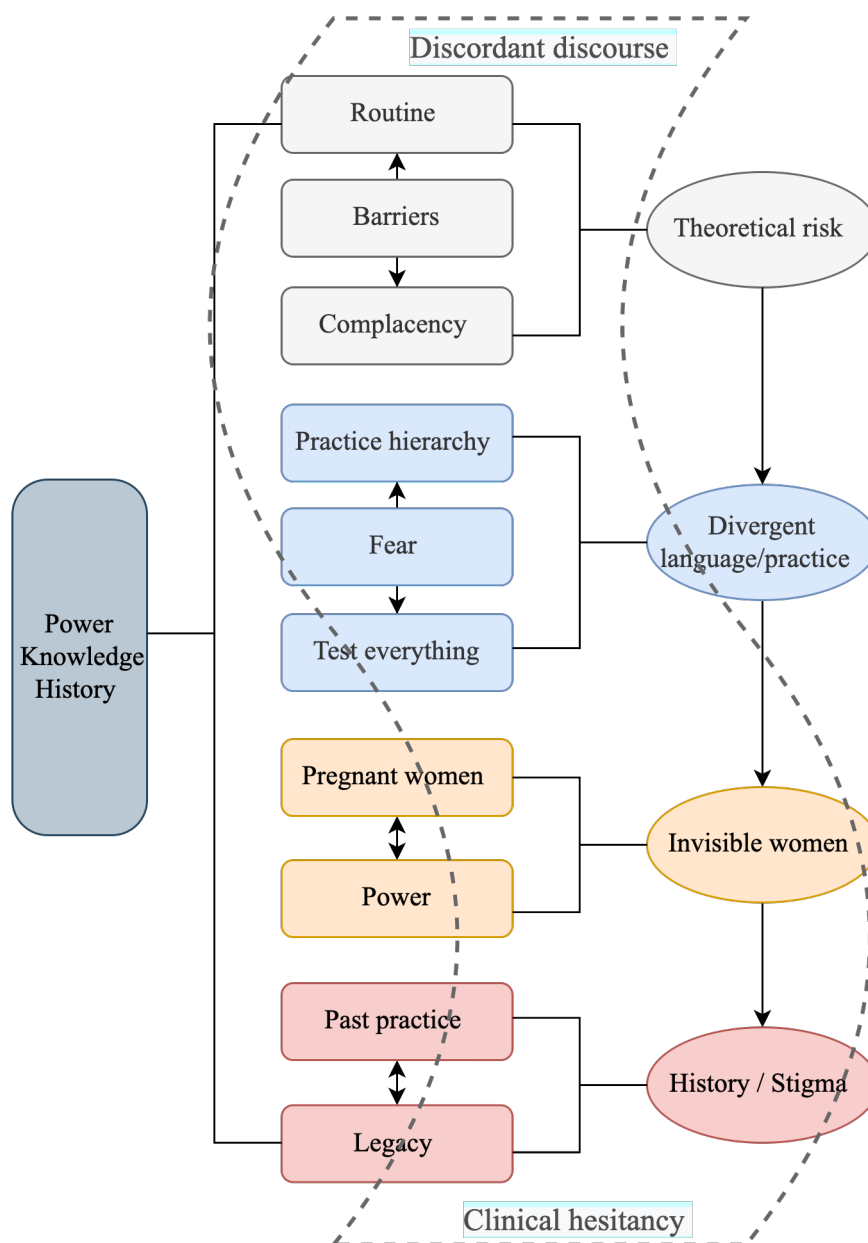 Discordant discourse
Routine
Barriers
Complacency
Theoretical risk
Practice hierarchy
Fear
Test everything
Divergent
language/practice
Power
Knowledge
History
Pregnant women
Power
Invisible women
Past practice
Legacy
History / Stigma
Clinical hesitancy